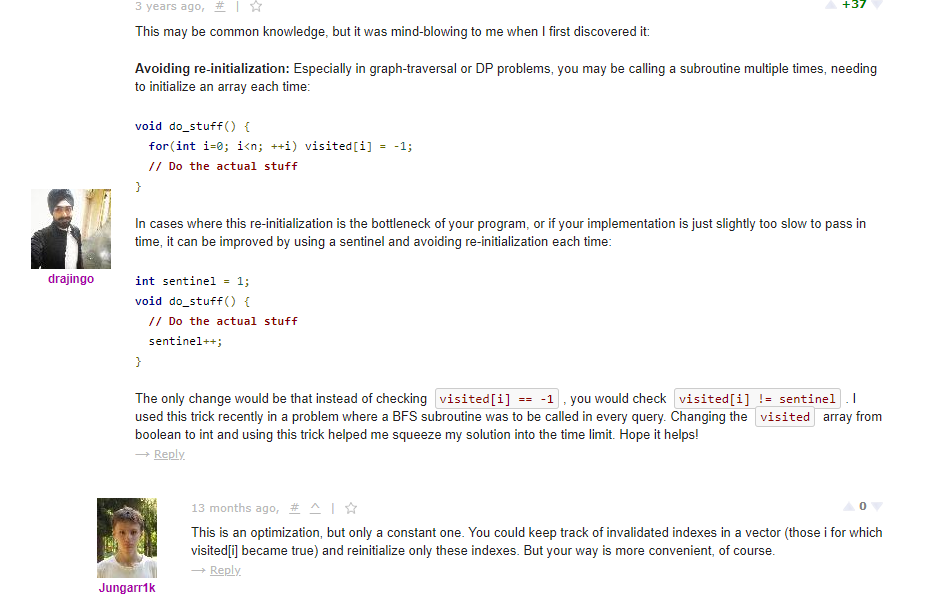 3 years ago, # |
+37
This may be common knowledge, but it was mind-blowing to me when I first discovered it:
Avoiding re-initialization: Especially in graph-traversal or DP problems, you may be calling a subroutine multiple times, needing
to initialize an array each time:
void do_stuff() {
  for(int i=0; i<n; ++i) visited[i] = -1;
  // Do the actual stuff
}
drajingo
In cases where this re-initialization is the bottleneck of your program, or if your implementation is just slightly too slow to pass in
time, it can be improved by using a sentinel and avoiding re-initialization each time:
int sentinel = 1;
void do_stuff() {
  // Do the actual stuff
  sentinel++;
}
The only change would be that instead of checking visited[i] == -1 , you would check visited[i] != sentinel . I
used this trick recently in a problem where a BFS subroutine was to be called in every query. Changing the visited array from
boolean to int and using this trick helped me squeeze my solution into the time limit. Hope it helps!
→ Reply
Jungarr1k
13 months ago, # ^ |
0
This is an optimization, but only a constant one. You could keep track of invalidated indexes in a vector (those i for which
visited[i] became true) and reinitialize only these indexes. But your way is more convenient, of course.
→ Reply